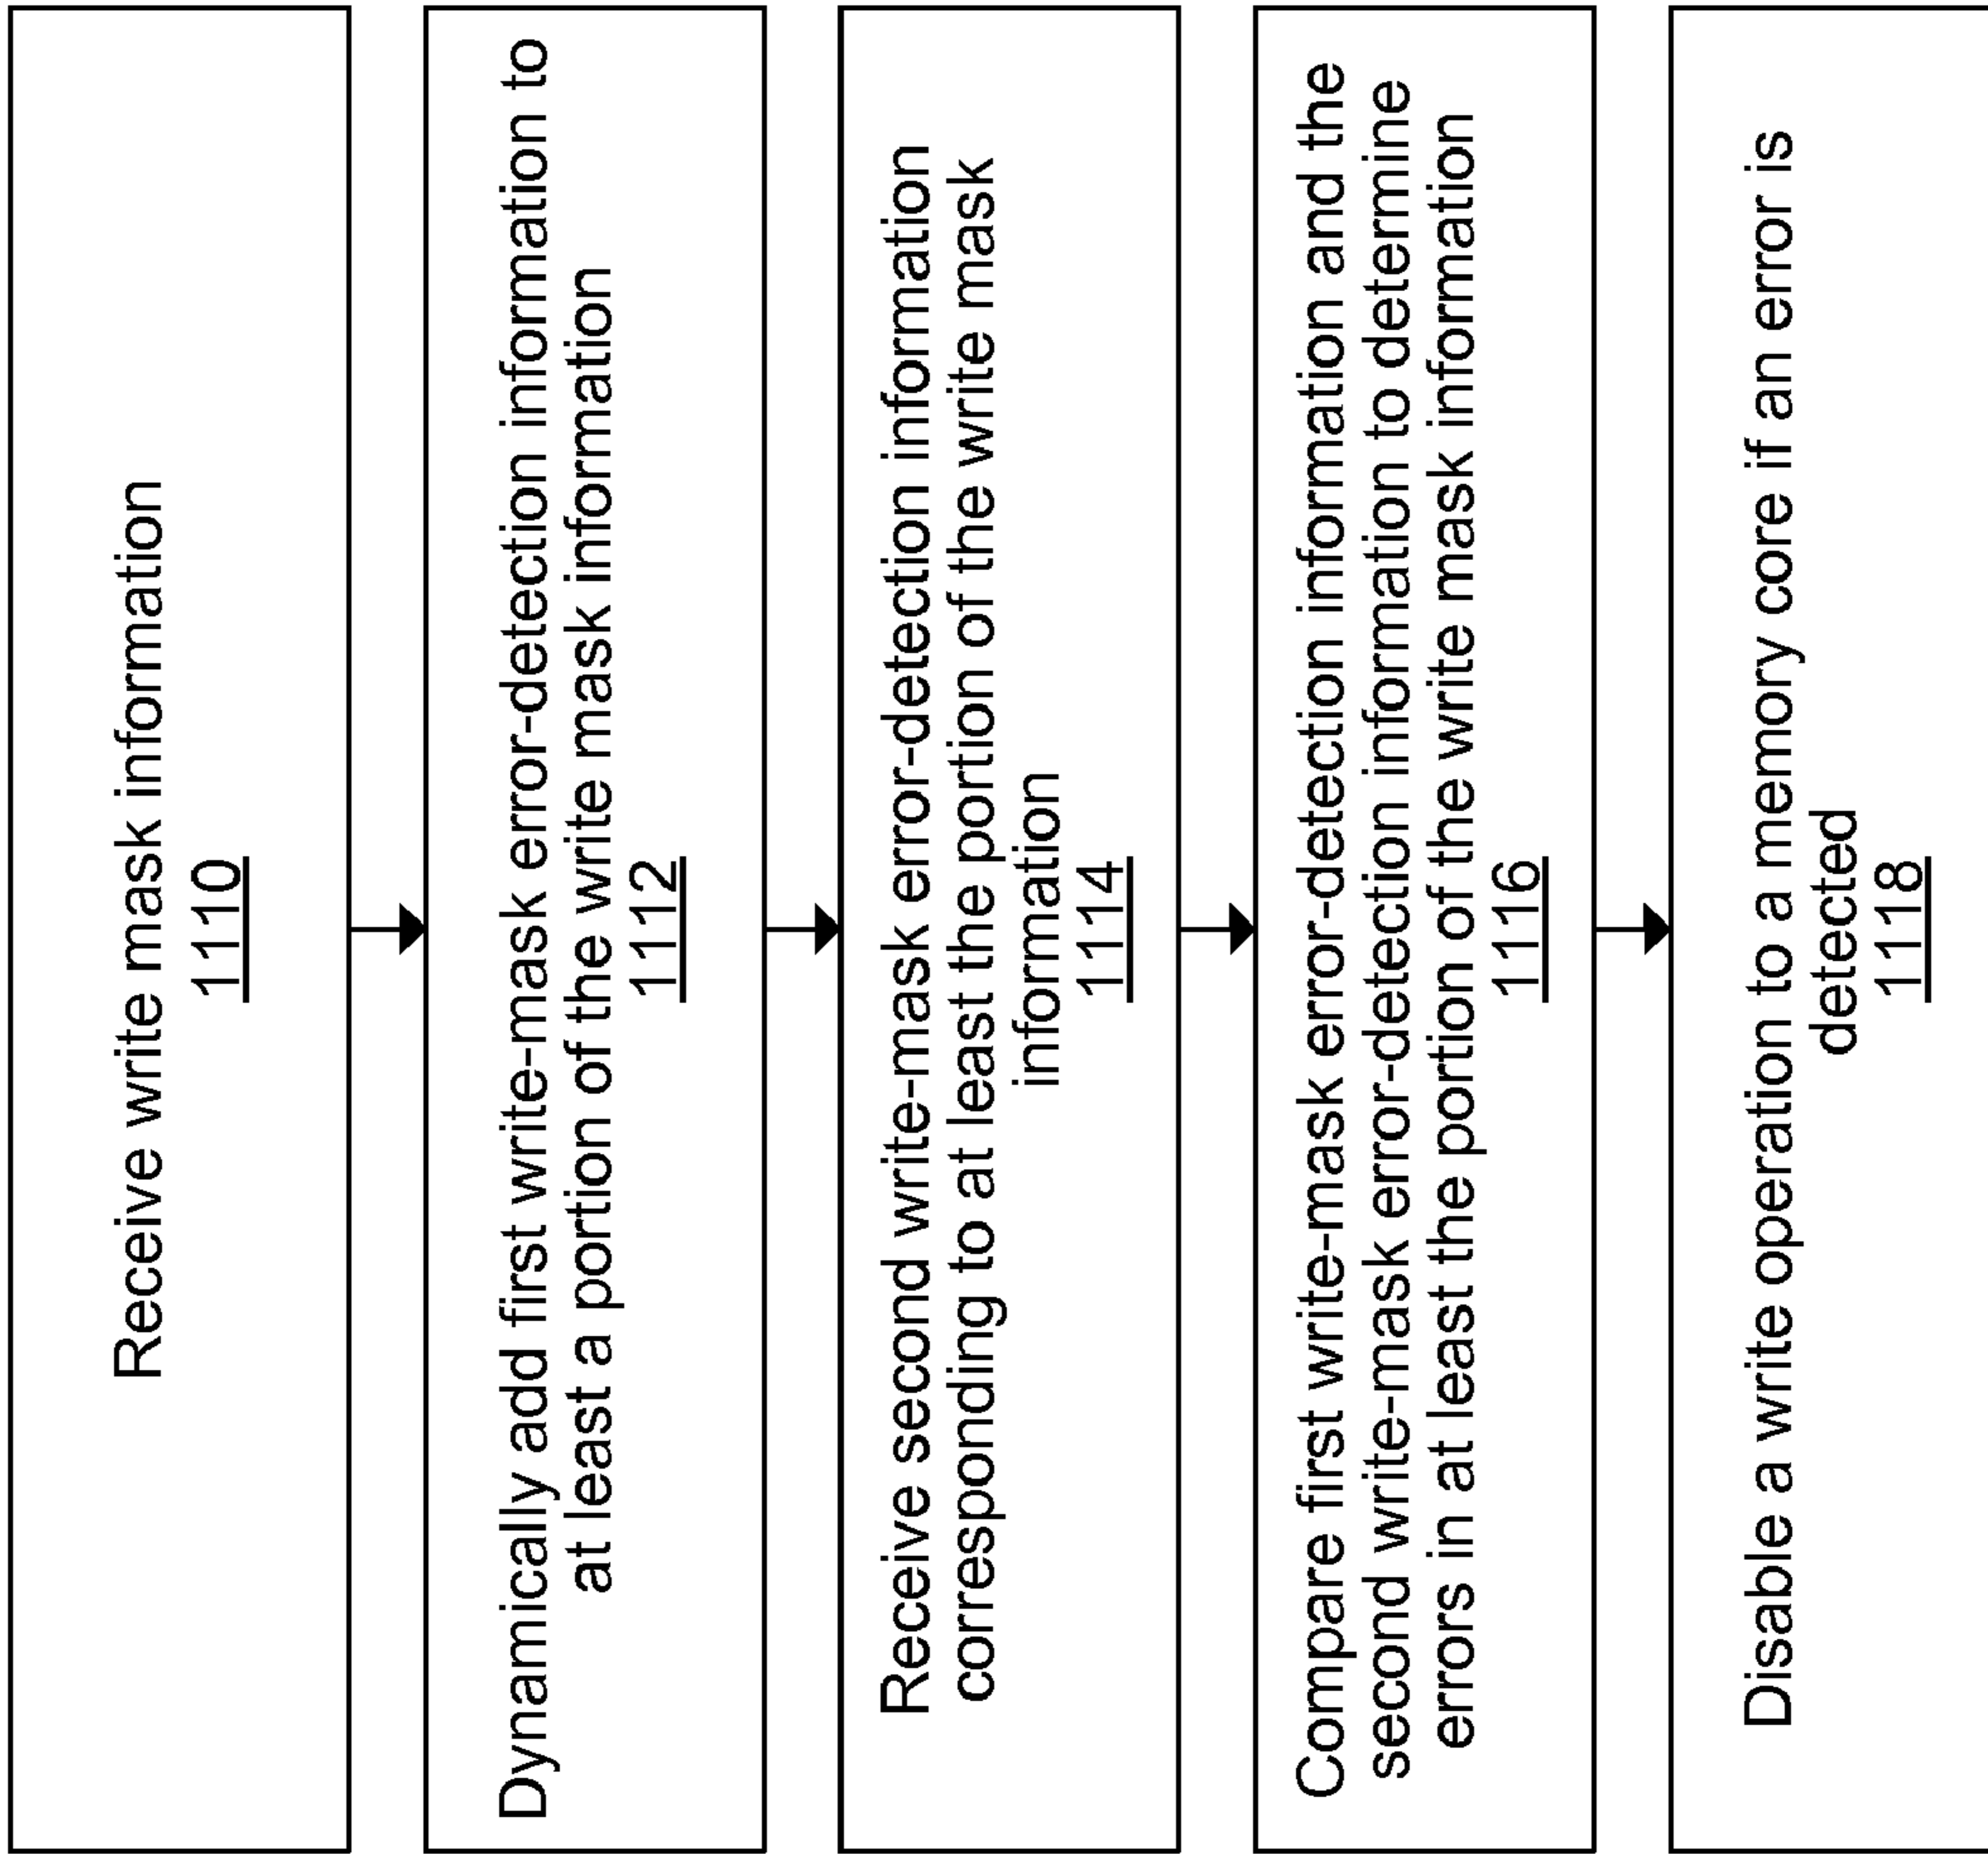 Receive write mask information
1110
Dynamically add first write-mask error-detection information to
at least a portion of the write mask information
1112
Receive second write-mask error-detection information
corresponding to at least the portion of the write mask
information
1114
Compare first write-mask error-detection information and the
second write-mask error-detection information to determine
errors in at least the portion of the write mask information
1116
Disable a write operation to a memory core if an error is
detected
1118